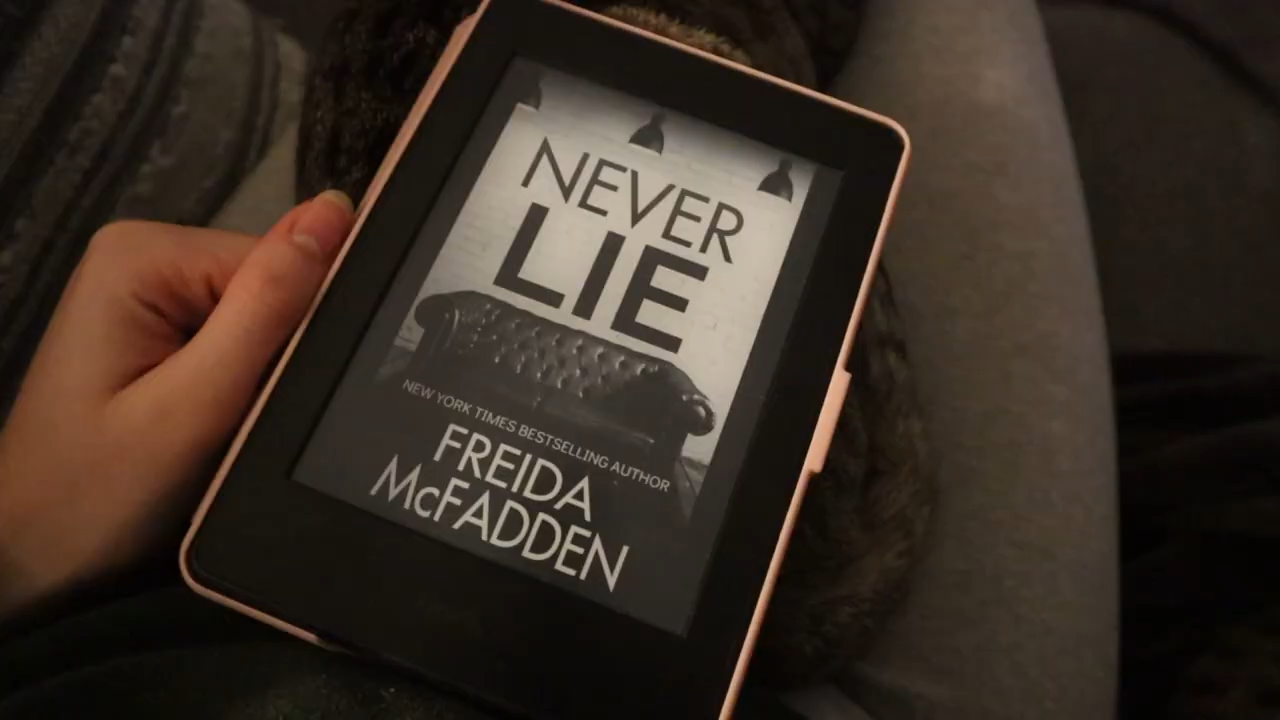 NEVER
LIE
NEW YORK TIMES BESTSELLING AUTHOR
FREIDA
McFADDEN